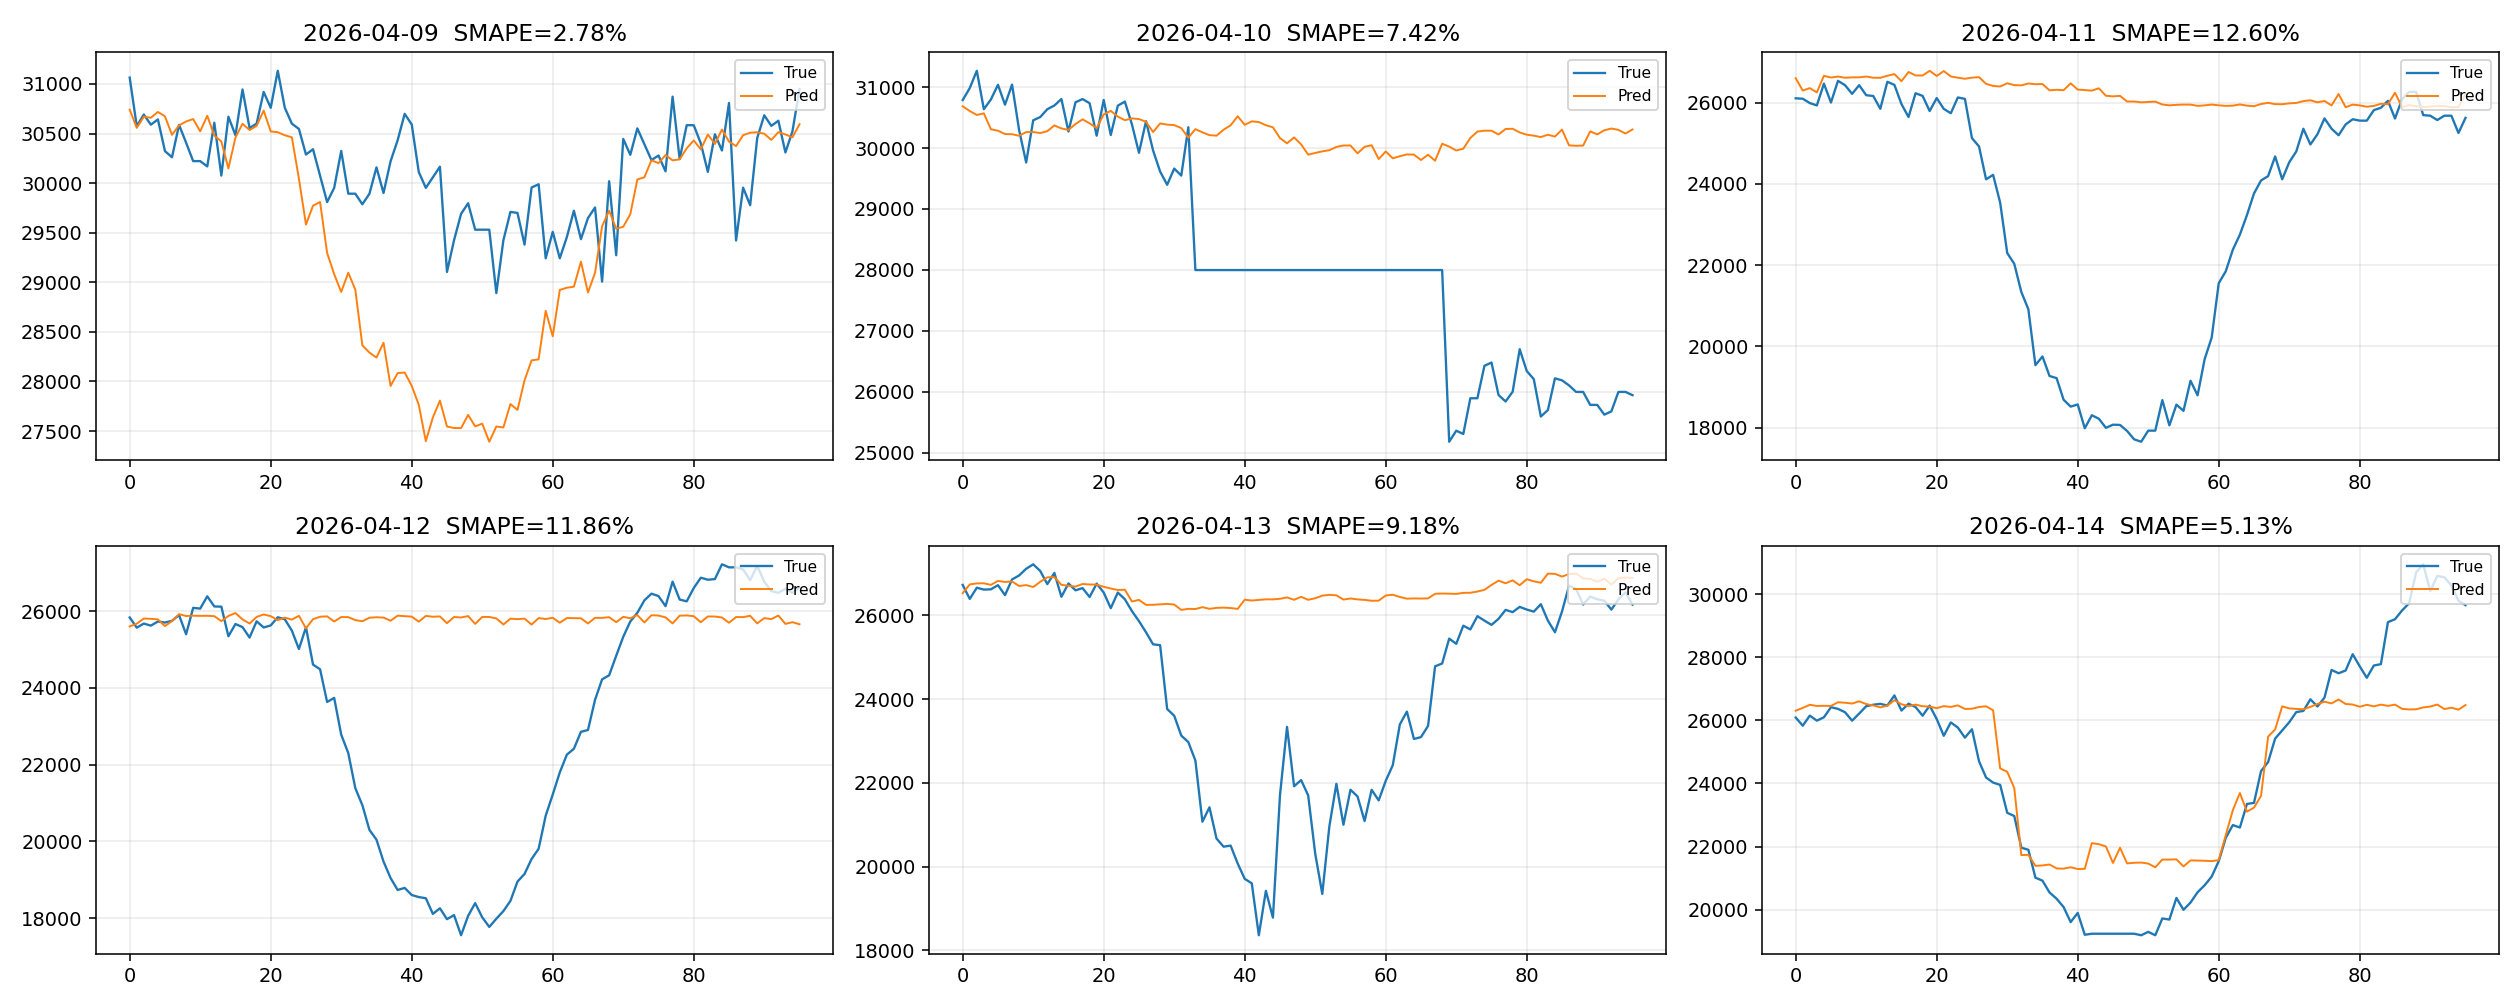 2026-04-09  SMAPE=2.78%
True
Pred
31000
30500
30000
29500
29000
28500
28000
27500
0 20 40 60 80
2026-04-10  SMAPE=7.42%
True
Pred
31000
30000
29000
28000
27000
26000
25000
0 20 40 60 80
2026-04-11  SMAPE=12.60%
True
Pred
26000
24000
22000
20000
18000
0 20 40 60 80
2026-04-12  SMAPE=11.86%
True
Pred
26000
24000
22000
20000
18000
0 20 40 60 80
2026-04-13  SMAPE=9.18%
True
Pred
26000
24000
22000
20000
18000
0 20 40 60 80
2026-04-14  SMAPE=5.13%
True
Pred
30000
28000
26000
24000
22000
20000
0 20 40 60 80